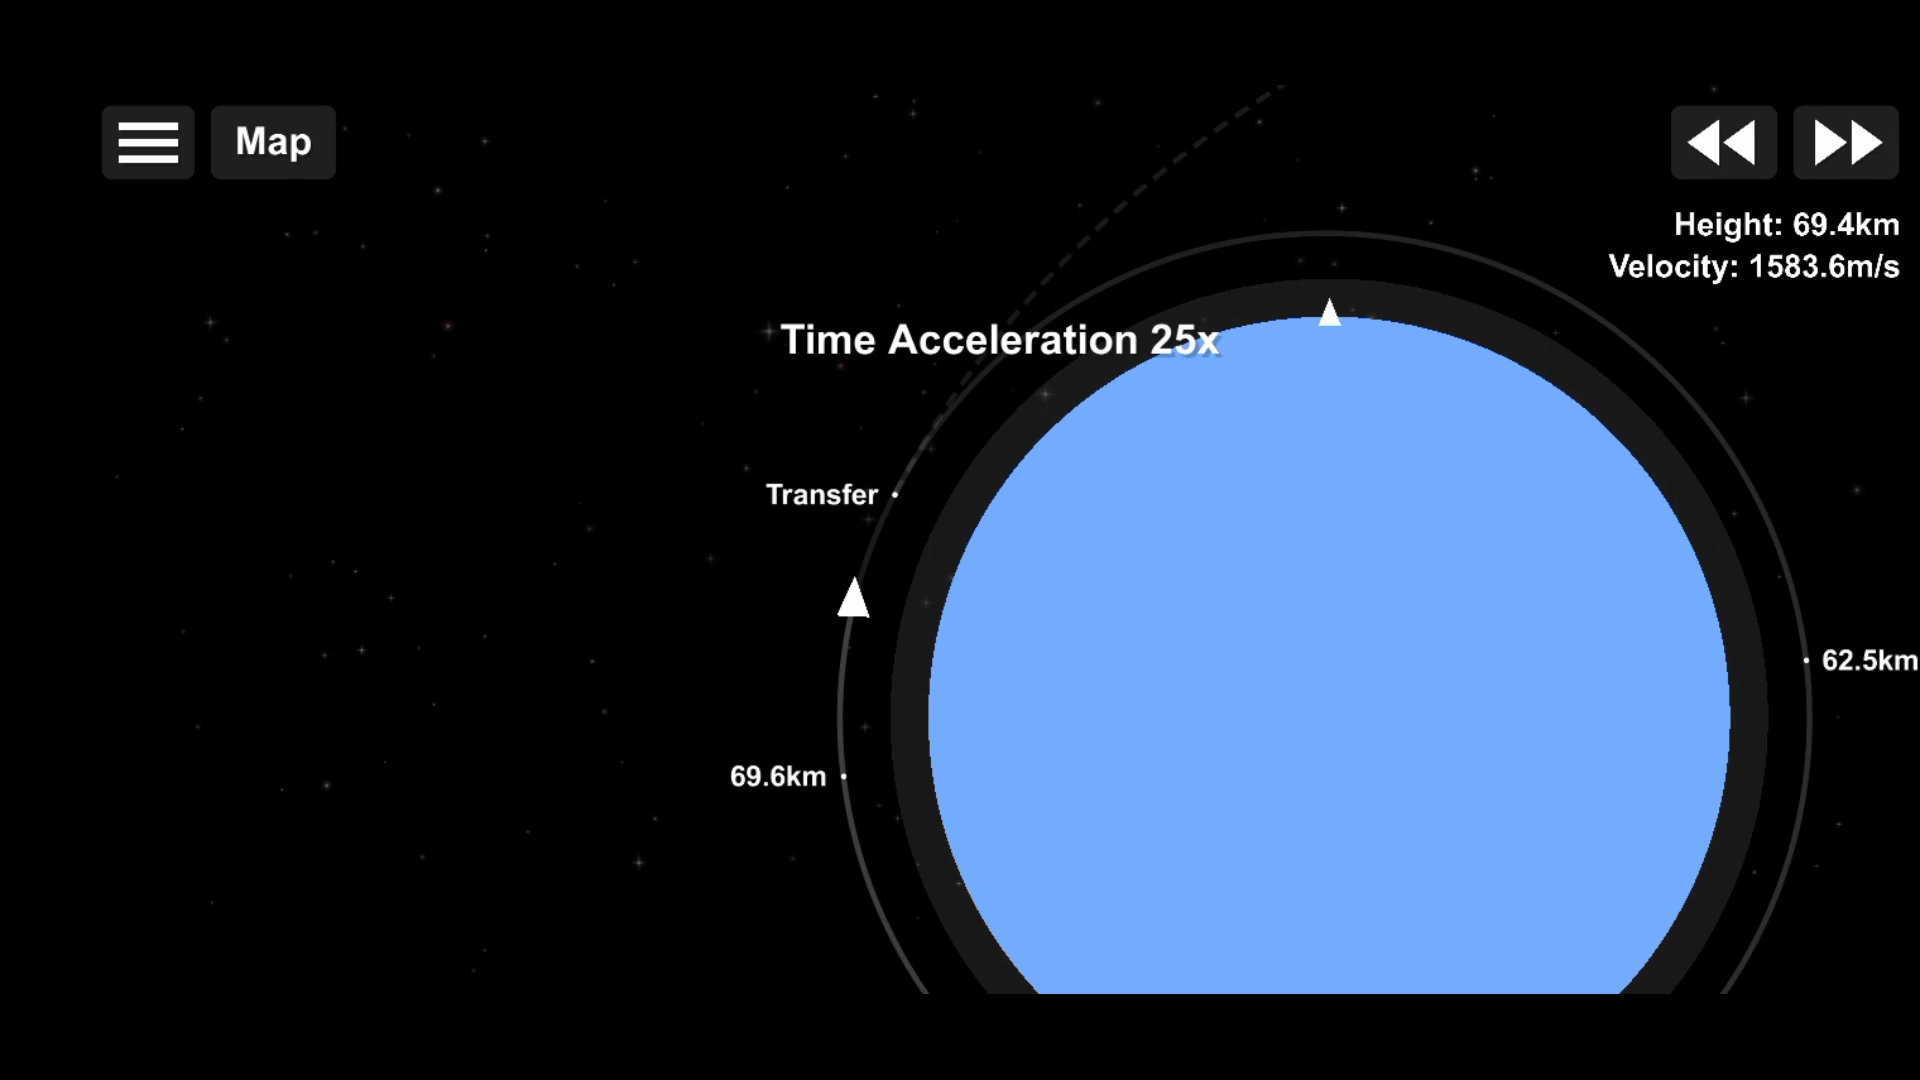 Map
Height: 69.4km
Velocity: 1583.6m/s
Time Acceleration 25x
Transfer
62.5km
69.6km